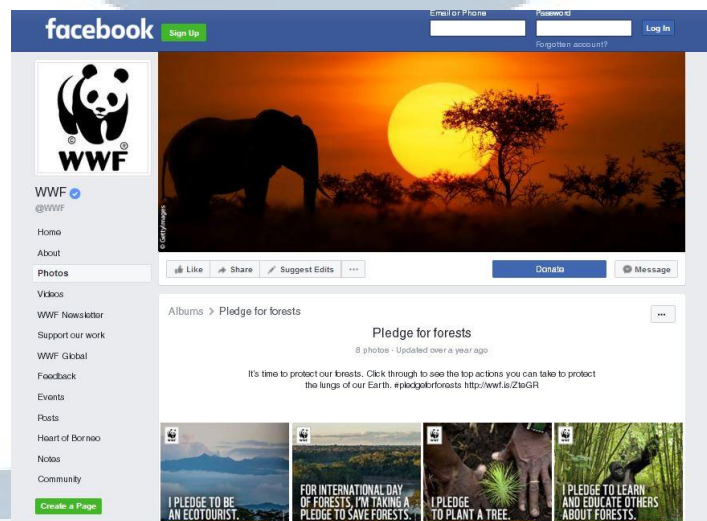 facebook
Sign Up
Email or Phone
Password
Log In
Forgotten account?
©
WWF
®
© GettyImages
WWF
@WWF
Home
About
Photos
Videos
WWF Newsletter
Support our work
WWF Global
Feedback
Events
Posts
Heart of Borneo
Notes
Community
Create a Page
Like
Share
Suggest Edits
...
Donate
Message
Albums > Pledge for forests
...
Pledge for forests
8 photos · Updated over a year ago
It's time to protect our forests. Click through to see the top actions you can take to protect
the lungs of our Earth. #pledgeforforests http://wwf.is/ZteGR
I PLEDGE TO BE
AN ECOTOURIST.
FOR INTERNATIONAL DAY
OF FORESTS, I'M TAKING A
PLEDGE TO SAVE FORESTS.
I PLEDGE
TO PLANT A TREE.
I PLEDGE TO LEARN
AND EDUCATE OTHERS
ABOUT FORESTS.